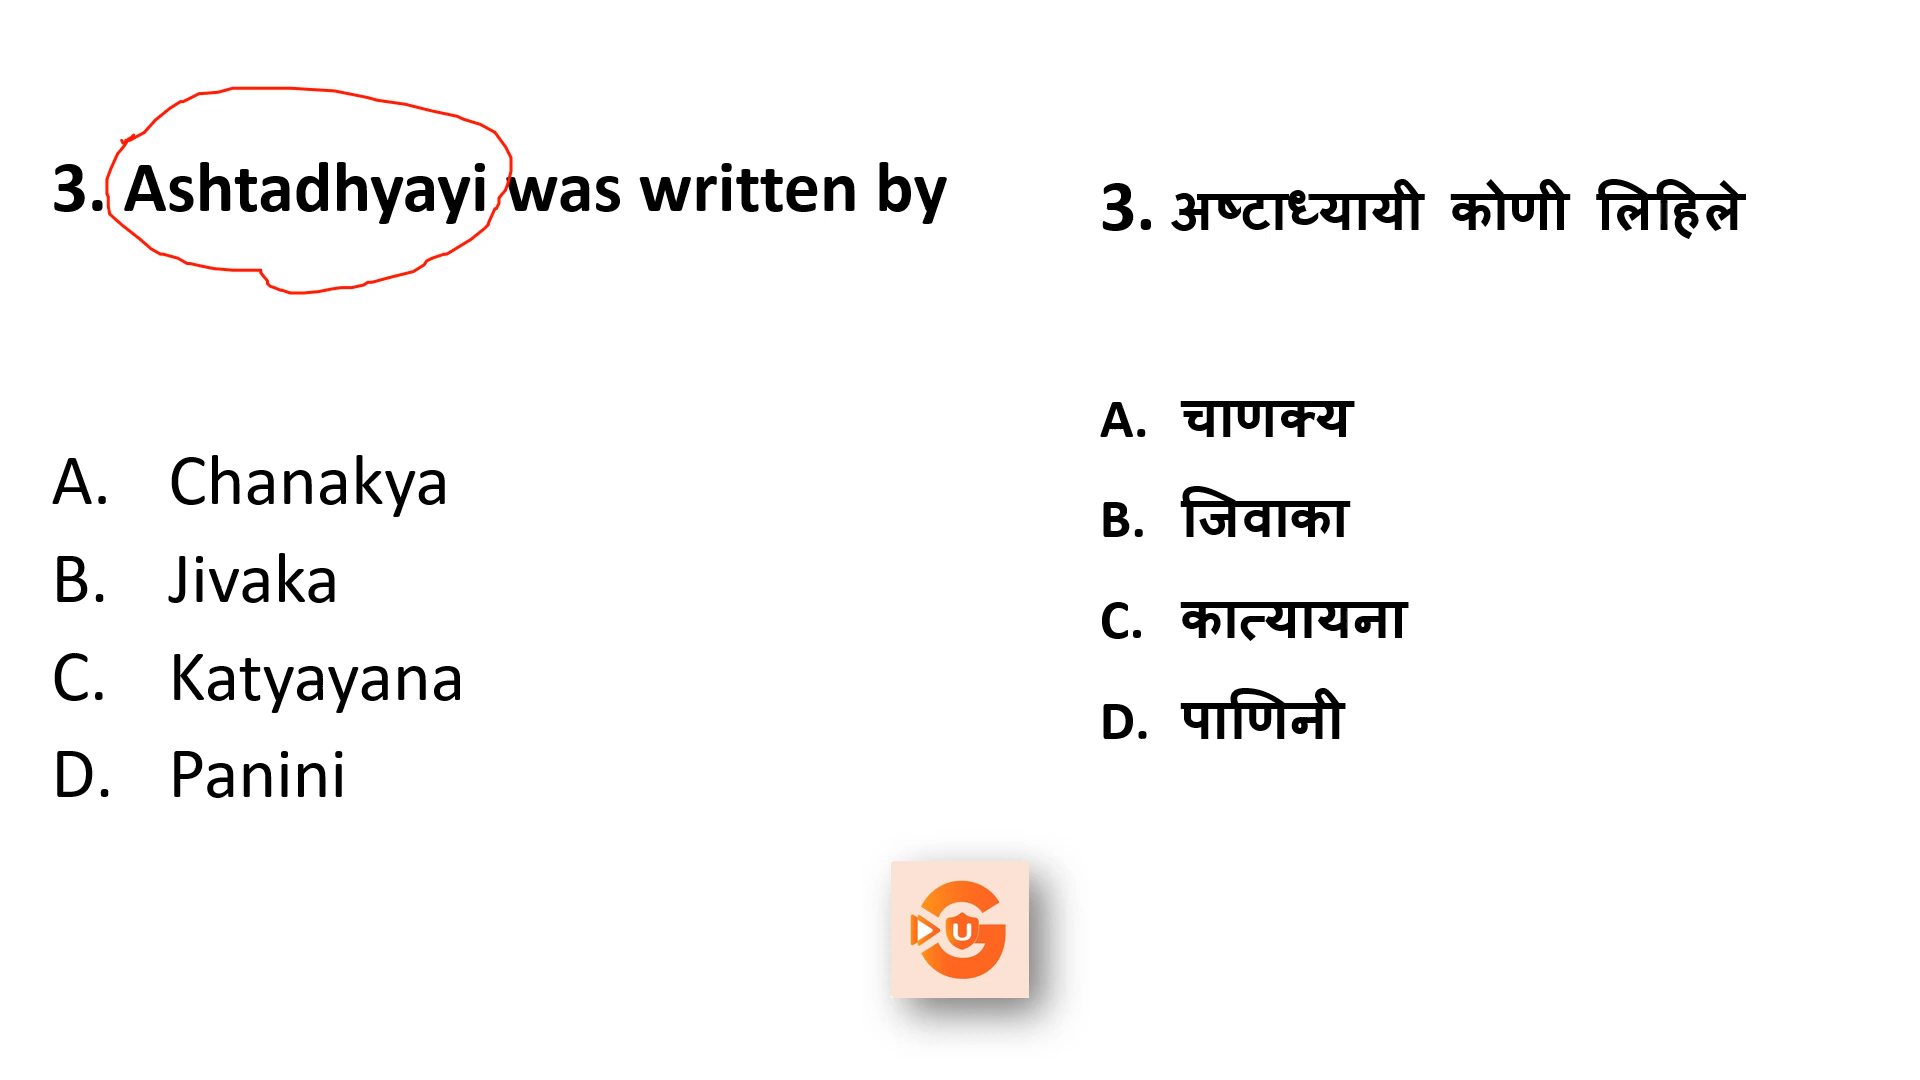 3. Ashtadhyayi was written by
A. Chanakya
B. Jivaka
C. Katyayana
D. Panini
3. अष्टाध्यायी कोणी लिहिले
A. चाणक्य
B. जिवाका
C. कात्यायना
D. पाणिनी
U